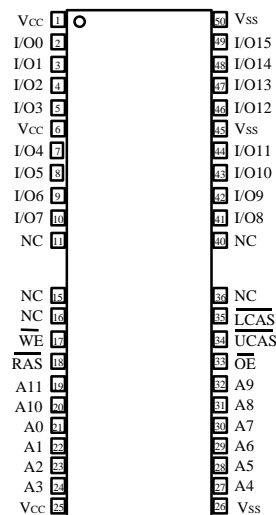 Vcc 1 50 Vss
I/O0 2 49 I/O15
I/O1 3 48 I/O14
I/O2 4 47 I/O13
I/O3 5 46 I/O12
Vcc 6 45 Vss
I/O4 7 44 I/O11
I/O5 8 43 I/O10
I/O6 9 42 I/O9
I/O7 10 41 I/O8
NC 11 40 NC
NC 15 36 NC
NC 16 35 LCAS
WE 17 34 UCAS
RAS 18 33 OE
A11 19 32 A9
A10 20 31 A8
A0 21 30 A7
A1 22 29 A6
A2 23 28 A5
A3 24 27 A4
Vcc 25 26 Vss